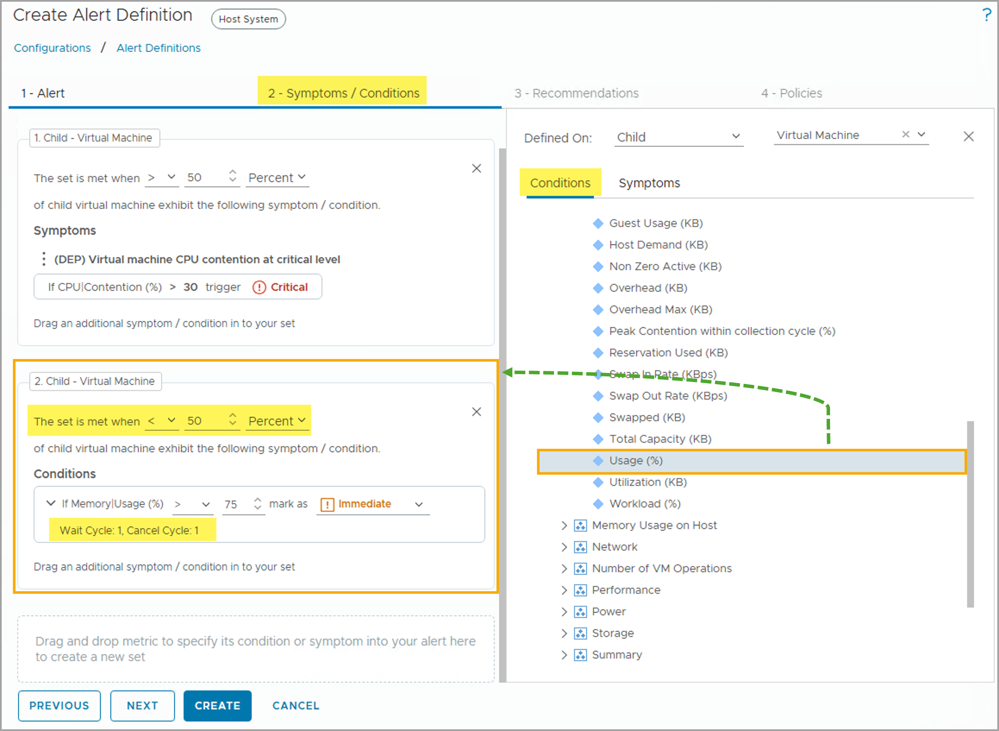 Create Alert Definition
Host System
?
Configurations / Alert Definitions
1 - Alert
2 - Symptoms / Conditions
3 - Recommendations
4 - Policies
1. Child - Virtual Machine
The set is met when > 50 Percent
of child virtual machine exhibit the following symptom / condition.
Symptoms
(DEP) Virtual machine CPU contention at critical level
If CPU|Contention (%) > 30 trigger Critical
Drag an additional symptom / condition in to your set
2. Child - Virtual Machine
The set is met when < 50 Percent
of child virtual machine exhibit the following symptom / condition.
Conditions
If Memory|Usage (%) > 75 mark as Immediate
Wait Cycle: 1, Cancel Cycle: 1
Drag an additional symptom / condition in to your set
Drag and drop metric to specify its condition or symptom into your alert here
to create a new set
Defined On: Child Virtual Machine
Conditions Symptoms
Guest Usage (KB)
Host Demand (KB)
Non Zero Active (KB)
Overhead (KB)
Overhead Max (KB)
Peak Contention within collection cycle (%)
Reservation Used (KB)
Swap In Rate (KBps)
Swap Out Rate (KBps)
Swapped (KB)
Total Capacity (KB)
Usage (%)
Utilization (KB)
Workload (%)
Memory Usage on Host
Network
Number of VM Operations
Performance
Power
Storage
Summary
PREVIOUS NEXT CREATE CANCEL